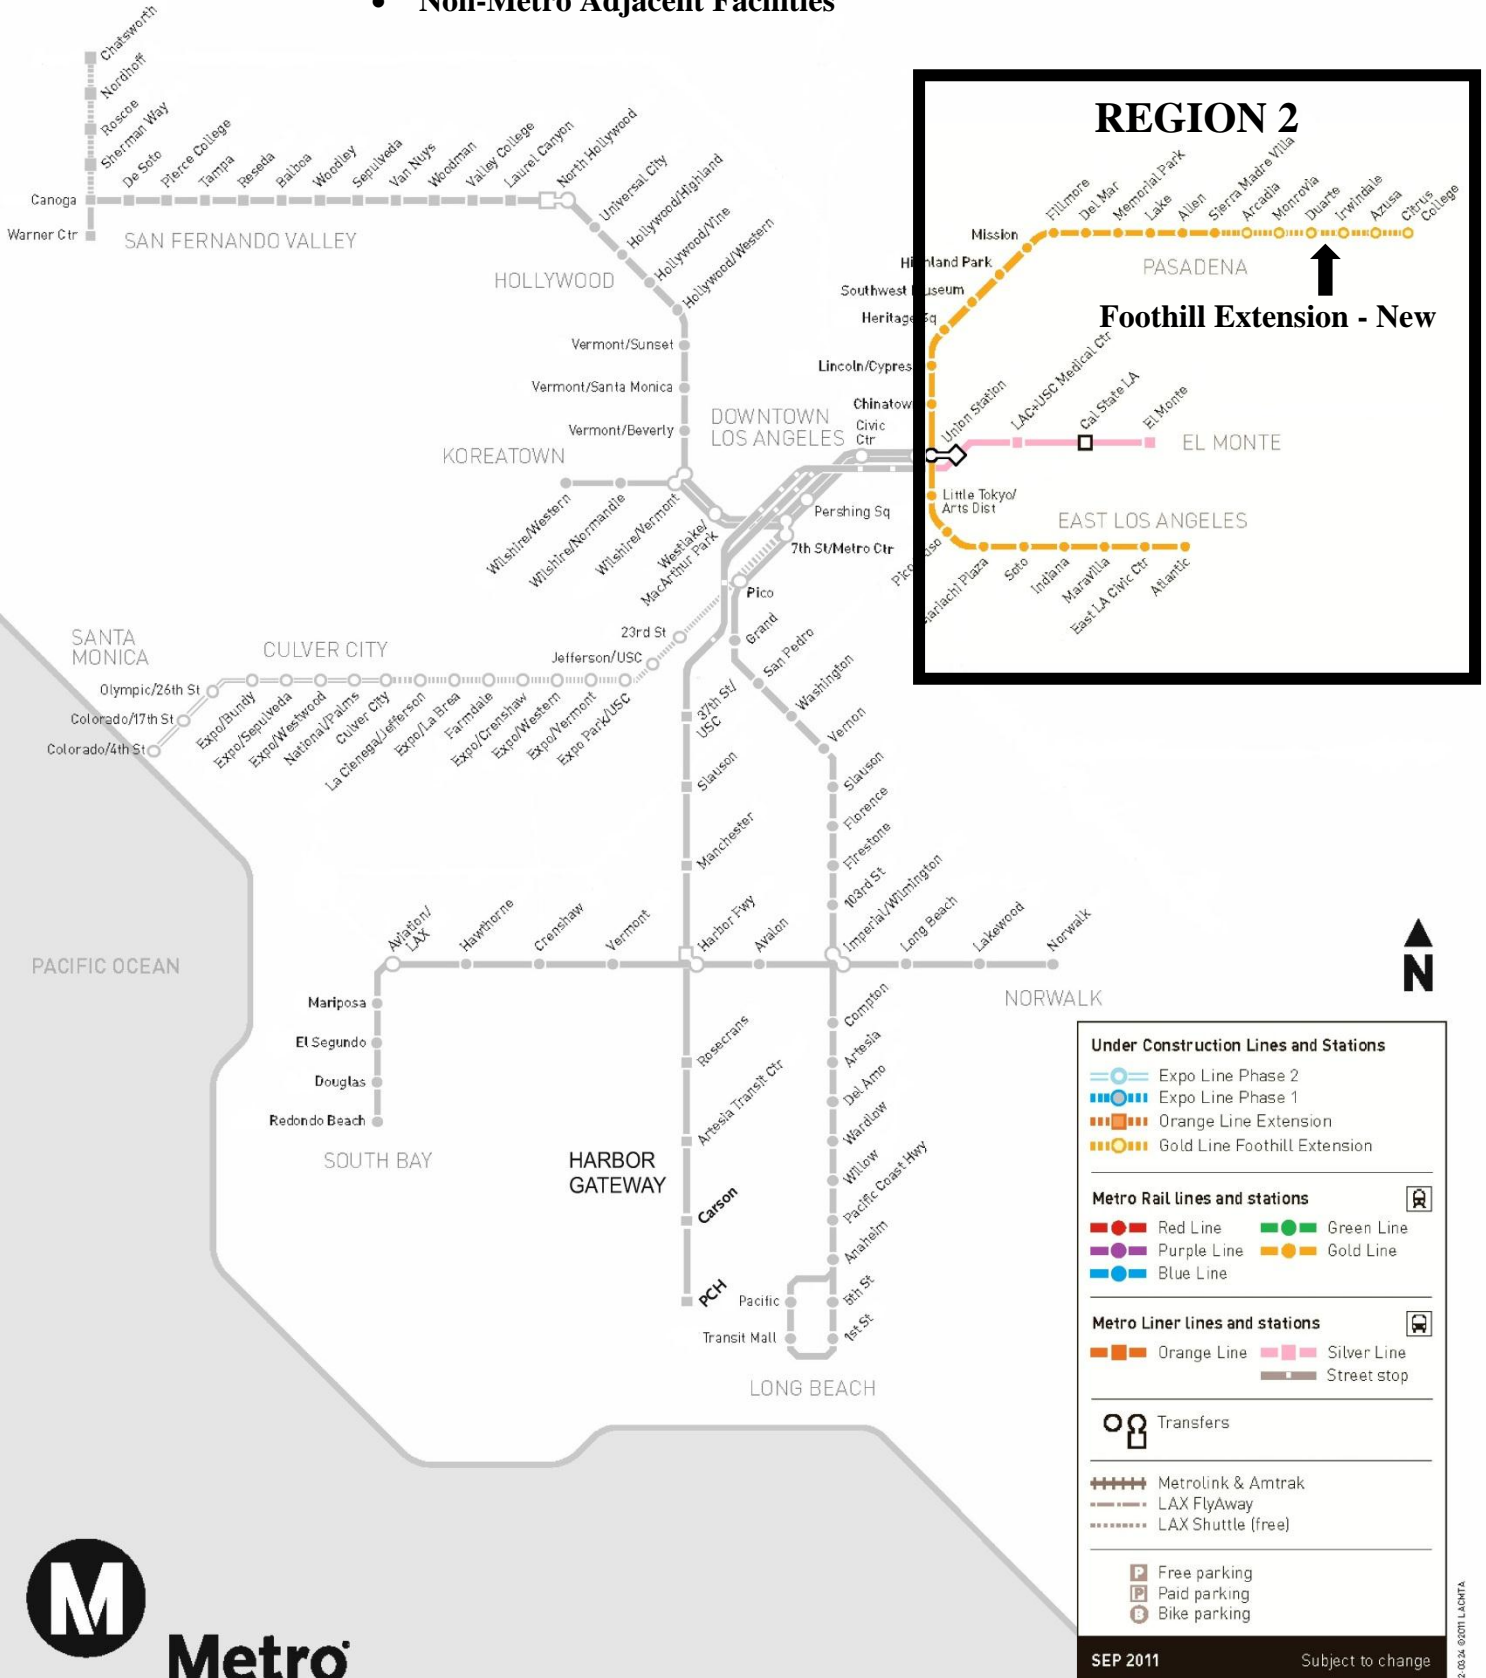 • Non-Metro Adjacent Facilities
Chatsworth
Nordhoff
Roscoe
Sherman Way
Canoga
Warner Ctr
De Soto
Pierce College
Tampa
Reseda
Balboa
Woodley
Sepulveda
Van Nuys
Woodman
Valley College
Laurel Canyon
North Hollywood
SAN FERNANDO VALLEY
Universal City
Hollywood/Highland
Hollywood/Vine
Hollywood/Western
HOLLYWOOD
Vermont/Sunset
Vermont/Santa Monica
Vermont/Beverly
KOREATOWN
Wilshire/Western
Wilshire/Normandie
Wilshire/Vermont
Westlake/
MacArthur Park
DOWNTOWN
LOS ANGELES
Civic
Ctr
Pershing Sq
7th St/Metro Ctr
Pico
REGION 2
Fillmore
Del Mar
Memorial Park
Lake
Allen
Sierra Madre Villa
Arcadia
Monrovia
Duarte
Irwindale
Azusa
Citrus
College
Mission
PASADENA
Foothill Extension - New
Highland Park
Southwest Museum
Heritage Sq
Lincoln/Cypres
Chinatow
Union Station
LAC+USC Medical Ctr
Cal State LA
El Monte
EL MONTE
Little Tokyo/
Arts Dist
EAST LOS ANGELES
Pico
Mariachi Plaza
Soto
Indiana
Maravilla
East LA Civic Ctr
Atlantic
SANTA
MONICA
CULVER CITY
23rd St
Jefferson/USC
Olympic/26th St
Colorado/17th St
Colorado/4th St
Expo/Bundy
Expo/Sepulveda
Expo/Westwood
National/Palms
Culver City
La Cienega/Jefferson
Expo/La Brea
Farmdale
Expo/Crenshaw
Expo/Western
Expo/Vermont
Expo Park/USC
Grand
San Pedro
Washington
Vernon
Slauson
Florence
Firestone
103rd St
Imperial/Wilmington
37th St/
USC
Slauson
Manchester
Harbor Fwy
Avalon
Long Beach
Lakewood
Norwalk
NORWALK
Aviation/
LAX
Hawthorne
Crenshaw
Vermont
Mariposa
El Segundo
Douglas
Redondo Beach
SOUTH BAY
PACIFIC OCEAN
Rosecrans
Artesia Transit Ctr
HARBOR
GATEWAY
Carson
PCH
Compton
Artesia
Del Amo
Wardlow
Willow
Pacific Coast Hwy
Anaheim
5th St
1st St
Pacific
Transit Mall
LONG BEACH
N
Under Construction Lines and Stations
Expo Line Phase 2
Expo Line Phase 1
Orange Line Extension
Gold Line Foothill Extension
Metro Rail lines and stations
Red Line
Green Line
Purple Line
Gold Line
Blue Line
Metro Liner lines and stations
Orange Line
Silver Line
Street stop
Transfers
Metrolink & Amtrak
LAX FlyAway
LAX Shuttle (free)
P Free parking
P Paid parking
B Bike parking
SEP 2011
Subject to change
©2011 LACMTA
M
Metro